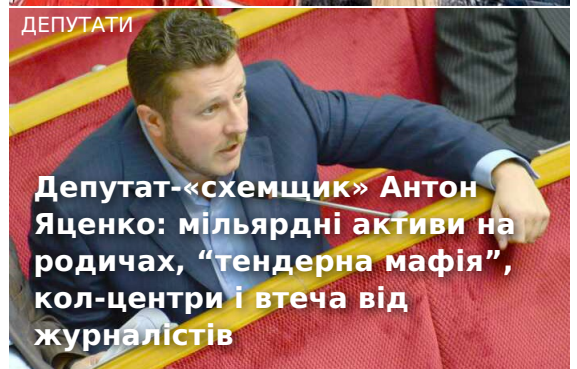 ДЕПУТАТИ
Депутат-«схемщик» Антон
Яценко: мільярдні активи на
родичах, “тендерна мафія”,
кол-центри і втеча від
журналістів